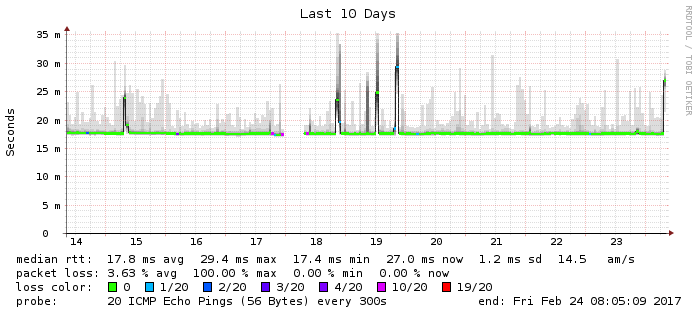 Last 10 Days
RRDTOOL / TOBI OETIKER
Seconds
35 m
30 m
25 m
20 m
15 m
10 m
5 m
0
14 15 16 17 18 19 20 21 22 23
median rtt: 17.8 ms avg 29.4 ms max 17.4 ms min 27.0 ms now 1.2 ms sd 14.5 am/s
packet loss: 3.63 % avg 100.00 % max 0.00 % min 0.00 % now
loss color: 0 1/20 2/20 3/20 4/20 10/20 19/20
probe: 20 ICMP Echo Pings (56 Bytes) every 300s end: Fri Feb 24 08:05:09 2017